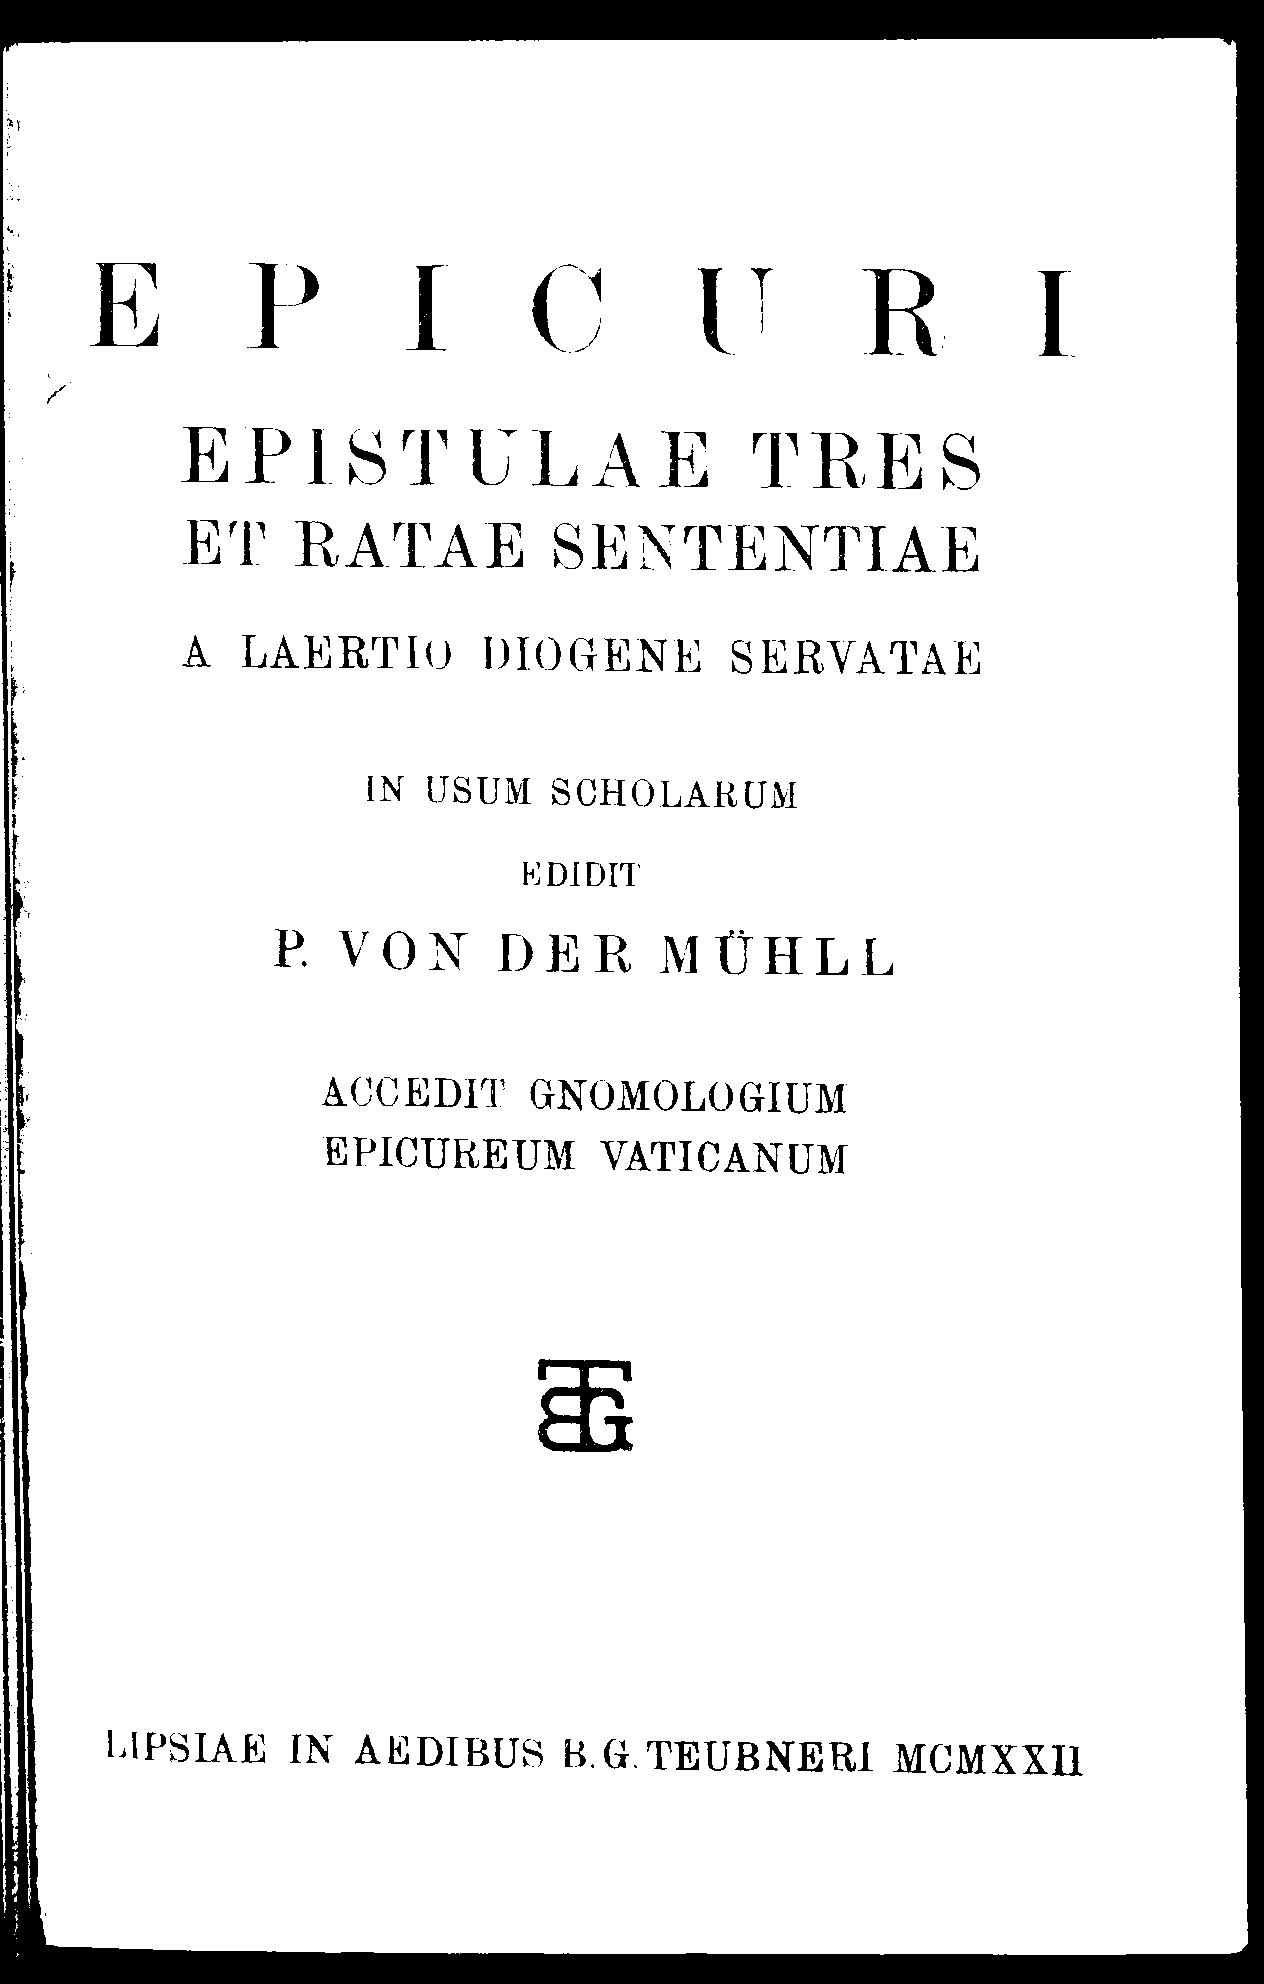 EPICURI
EPISTULAE TRES
ET RATAE SENTENTIAE
A LAERTIO DIOGENE SERVATAE
IN USUM SCHOLARUM
EDIDIT
P. VON DER MÜHLL
ACCEDIT GNOMOLOGIUM
EPICUREUM VATICANUM
BTG
LIPSIAE IN AEDIBUS B. G. TEUBNERI MCMXXII